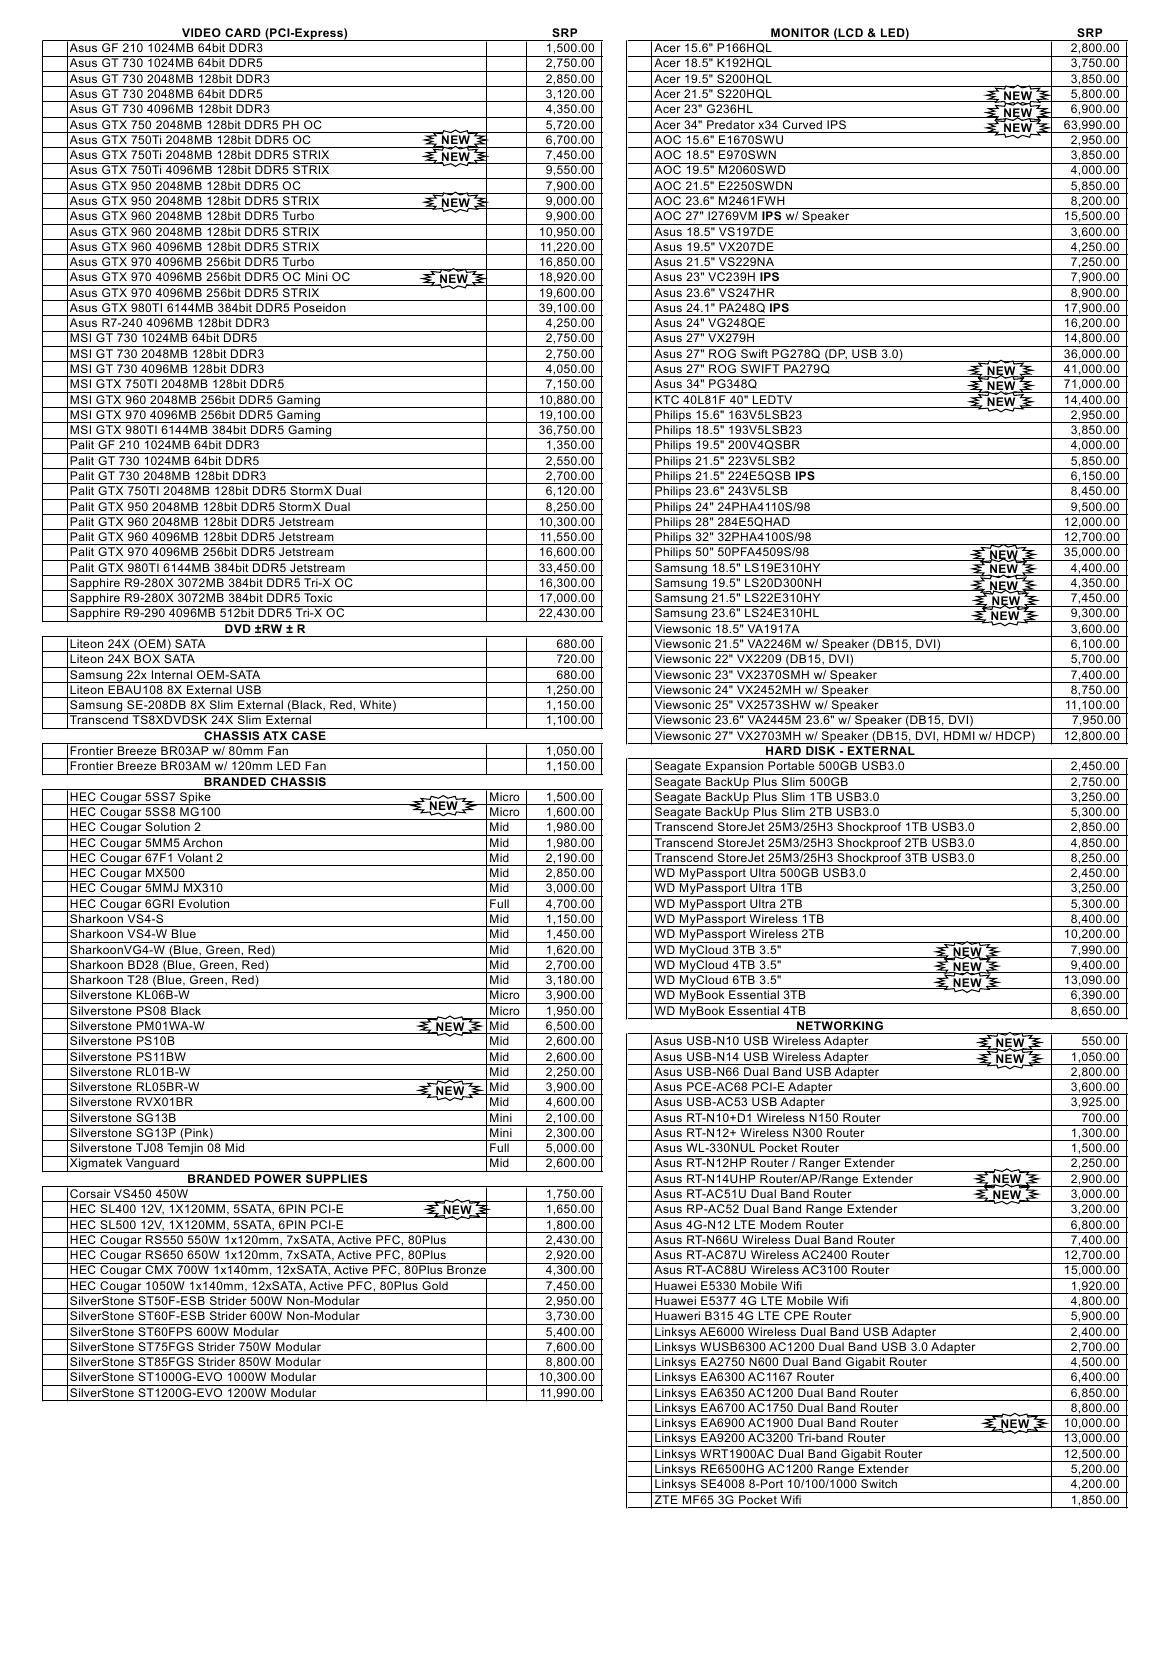 VIDEO CARD (PCI-Express) SRP
Asus GF 210 1024MB 64bit DDR3 1,500.00
Asus GT 730 1024MB 64bit DDR5 2,750.00
Asus GT 730 2048MB 128bit DDR3 2,850.00
Asus GT 730 2048MB 64bit DDR5 3,120.00
Asus GT 730 4096MB 128bit DDR3 4,350.00
Asus GTX 750 2048MB 128bit DDR5 PH OC 5,720.00
Asus GTX 750Ti 2048MB 128bit DDR5 OC NEW 6,700.00
Asus GTX 750Ti 2048MB 128bit DDR5 STRIX NEW 7,450.00
Asus GTX 750Ti 4096MB 128bit DDR5 STRIX 9,550.00
Asus GTX 950 2048MB 128bit DDR5 OC 7,900.00
Asus GTX 950 2048MB 128bit DDR5 STRIX NEW 9,000.00
Asus GTX 960 2048MB 128bit DDR5 Turbo 9,900.00
Asus GTX 960 2048MB 128bit DDR5 STRIX 10,950.00
Asus GTX 960 4096MB 128bit DDR5 STRIX 11,220.00
Asus GTX 970 4096MB 256bit DDR5 Turbo 16,850.00
Asus GTX 970 4096MB 256bit DDR5 OC Mini OC NEW 18,920.00
Asus GTX 970 4096MB 256bit DDR5 STRIX 19,600.00
Asus GTX 980TI 6144MB 384bit DDR5 Poseidon 39,100.00
Asus R7-240 4096MB 128bit DDR3 4,250.00
MSI GT 730 1024MB 64bit DDR5 2,750.00
MSI GT 730 2048MB 128bit DDR3 2,750.00
MSI GT 730 4096MB 128bit DDR3 4,050.00
MSI GTX 750TI 2048MB 128bit DDR5 7,150.00
MSI GTX 960 2048MB 256bit DDR5 Gaming 10,880.00
MSI GTX 970 4096MB 256bit DDR5 Gaming 19,100.00
MSI GTX 980TI 6144MB 384bit DDR5 Gaming 36,750.00
Palit GF 210 1024MB 64bit DDR3 1,350.00
Palit GT 730 1024MB 64bit DDR5 2,550.00
Palit GT 730 2048MB 128bit DDR3 2,700.00
Palit GTX 750TI 2048MB 128bit DDR5 StormX Dual 6,120.00
Palit GTX 950 2048MB 128bit DDR5 StormX Dual 8,250.00
Palit GTX 960 2048MB 128bit DDR5 Jetstream 10,300.00
Palit GTX 960 4096MB 128bit DDR5 Jetstream 11,550.00
Palit GTX 970 4096MB 256bit DDR5 Jetstream 16,600.00
Palit GTX 980TI 6144MB 384bit DDR5 Jetstream 33,450.00
Sapphire R9-280X 3072MB 384bit DDR5 Tri-X OC 16,300.00
Sapphire R9-280X 3072MB 384bit DDR5 Toxic 17,000.00
Sapphire R9-290 4096MB 512bit DDR5 Tri-X OC 22,430.00
DVD ±RW ± R
Liteon 24X (OEM) SATA 680.00
Liteon 24X BOX SATA 720.00
Samsung 22x Internal OEM-SATA 680.00
Liteon EBAU108 8X External USB 1,250.00
Samsung SE-208DB 8X Slim External (Black, Red, White) 1,150.00
Transcend TS8XDVDSK 24X Slim External 1,100.00
CHASSIS ATX CASE
Frontier Breeze BR03AP w/ 80mm Fan 1,050.00
Frontier Breeze BR03AM w/ 120mm LED Fan 1,150.00
BRANDED CHASSIS
HEC Cougar 5SS7 Spike NEW Micro 1,500.00
HEC Cougar 5SS8 MG100 Micro 1,600.00
HEC Cougar Solution 2 Mid 1,980.00
HEC Cougar 5MM5 Archon Mid 1,980.00
HEC Cougar 67F1 Volant 2 Mid 2,190.00
HEC Cougar MX500 Mid 2,850.00
HEC Cougar 5MMJ MX310 Mid 3,000.00
HEC Cougar 6GRI Evolution Full 4,700.00
Sharkoon VS4-S Mid 1,150.00
Sharkoon VS4-W Blue Mid 1,450.00
SharkoonVG4-W (Blue, Green, Red) Mid 1,620.00
Sharkoon BD28 (Blue, Green, Red) Mid 2,700.00
Sharkoon T28 (Blue, Green, Red) Mid 3,180.00
Silverstone KL06B-W Micro 3,900.00
Silverstone PS08 Black Micro 1,950.00
Silverstone PM01WA-W NEW Mid 6,500.00
Silverstone PS10B Mid 2,600.00
Silverstone PS11BW Mid 2,600.00
Silverstone RL01B-W Mid 2,250.00
Silverstone RL05BR-W NEW Mid 3,900.00
Silverstone RVX01BR Mid 4,600.00
Silverstone SG13B Mini 2,100.00
Silverstone SG13P (Pink) Mini 2,300.00
Silverstone TJ08 Temjin 08 Mid Full 5,000.00
Xigmatek Vanguard Mid 2,600.00
BRANDED POWER SUPPLIES
Corsair VS450 450W 1,750.00
HEC SL400 12V, 1X120MM, 5SATA, 6PIN PCI-E NEW 1,650.00
HEC SL500 12V, 1X120MM, 5SATA, 6PIN PCI-E 1,800.00
HEC Cougar RS550 550W 1x120mm, 7xSATA, Active PFC, 80Plus 2,430.00
HEC Cougar RS650 650W 1x120mm, 7xSATA, Active PFC, 80Plus 2,920.00
HEC Cougar CMX 700W 1x140mm, 12xSATA, Active PFC, 80Plus Bronze 4,300.00
HEC Cougar 1050W 1x140mm, 12xSATA, Active PFC, 80Plus Gold 7,450.00
SilverStone ST50F-ESB Strider 500W Non-Modular 2,950.00
SilverStone ST60F-ESB Strider 600W Non-Modular 3,730.00
SilverStone ST60FPS 600W Modular 5,400.00
SilverStone ST75FGS Strider 750W Modular 7,600.00
SilverStone ST85FGS Strider 850W Modular 8,800.00
SilverStone ST1000G-EVO 1000W Modular 10,300.00
SilverStone ST1200G-EVO 1200W Modular 11,990.00
MONITOR (LCD & LED) SRP
Acer 15.6" P166HQL 2,800.00
Acer 18.5" K192HQL 3,750.00
Acer 19.5" S200HQL 3,850.00
Acer 21.5" S220HQL NEW 5,800.00
Acer 23" G236HL NEW 6,900.00
Acer 34" Predator x34 Curved IPS NEW 63,990.00
AOC 15.6" E1670SWU 2,950.00
AOC 18.5" E970SWN 3,850.00
AOC 19.5" M2060SWD 4,000.00
AOC 21.5" E2250SWDN 5,850.00
AOC 23.6" M2461FWH 8,200.00
AOC 27" I2769VM IPS w/ Speaker 15,500.00
Asus 18.5" VS197DE 3,600.00
Asus 19.5" VX207DE 4,250.00
Asus 21.5" VS229NA 7,250.00
Asus 23" VC239H IPS 7,900.00
Asus 23.6" VS247HR 8,900.00
Asus 24.1" PA248Q IPS 17,900.00
Asus 24" VG248QE 16,200.00
Asus 27" VX279H 14,800.00
Asus 27" ROG Swift PG278Q (DP, USB 3.0) 36,000.00
Asus 27" ROG SWIFT PA279Q NEW 41,000.00
Asus 34" PG348Q NEW 71,000.00
KTC 40L81F 40" LEDTV NEW 14,400.00
Philips 15.6" 163V5LSB23 2,950.00
Philips 18.5" 193V5LSB23 3,850.00
Philips 19.5" 200V4QSBR 4,000.00
Philips 21.5" 223V5LSB2 5,850.00
Philips 21.5" 224E5QSB IPS 6,150.00
Philips 23.6" 243V5LSB 8,450.00
Philips 24" 24PHA4110S/98 9,500.00
Philips 28" 284E5QHAD 12,000.00
Philips 32" 32PHA4100S/98 12,700.00
Philips 50" 50PFA4509S/98 NEW 35,000.00
Samsung 18.5" LS19E310HY NEW 4,400.00
Samsung 19.5" LS20D300NH NEW 4,350.00
Samsung 21.5" LS22E310HY NEW 7,450.00
Samsung 23.6" LS24E310HL NEW 9,300.00
Viewsonic 18.5" VA1917A 3,600.00
Viewsonic 21.5" VA2246M w/ Speaker (DB15, DVI) 6,100.00
Viewsonic 22" VX2209 (DB15, DVI) 5,700.00
Viewsonic 23" VX2370SMH w/ Speaker 7,400.00
Viewsonic 24" VX2452MH w/ Speaker 8,750.00
Viewsonic 25" VX2573SHW w/ Speaker 11,100.00
Viewsonic 23.6" VA2445M 23.6" w/ Speaker (DB15, DVI) 7,950.00
Viewsonic 27" VX2703MH w/ Speaker (DB15, DVI, HDMI w/ HDCP) 12,800.00
HARD DISK - EXTERNAL
Seagate Expansion Portable 500GB USB3.0 2,450.00
Seagate BackUp Plus Slim 500GB 2,750.00
Seagate BackUp Plus Slim 1TB USB3.0 3,250.00
Seagate BackUp Plus Slim 2TB USB3.0 5,300.00
Transcend StoreJet 25M3/25H3 Shockproof 1TB USB3.0 2,850.00
Transcend StoreJet 25M3/25H3 Shockproof 2TB USB3.0 4,850.00
Transcend StoreJet 25M3/25H3 Shockproof 3TB USB3.0 8,250.00
WD MyPassport Ultra 500GB USB3.0 2,450.00
WD MyPassport Ultra 1TB 3,250.00
WD MyPassport Ultra 2TB 5,300.00
WD MyPassport Wireless 1TB 8,400.00
WD MyPassport Wireless 2TB 10,200.00
WD MyCloud 3TB 3.5" NEW 7,990.00
WD MyCloud 4TB 3.5" NEW 9,400.00
WD MyCloud 6TB 3.5" NEW 13,090.00
WD MyBook Essential 3TB 6,390.00
WD MyBook Essential 4TB 8,650.00
NETWORKING
Asus USB-N10 USB Wireless Adapter NEW 550.00
Asus USB-N14 USB Wireless Adapter NEW 1,050.00
Asus USB-N66 Dual Band USB Adapter 2,800.00
Asus PCE-AC68 PCI-E Adapter 3,600.00
Asus USB-AC53 USB Adapter 3,925.00
Asus RT-N10+D1 Wireless N150 Router 700.00
Asus RT-N12+ Wireless N300 Router 1,300.00
Asus WL-330NUL Pocket Router 1,500.00
Asus RT-N12HP Router / Ranger Extender 2,250.00
Asus RT-N14UHP Router/AP/Range Extender NEW 2,900.00
Asus RT-AC51U Dual Band Router NEW 3,000.00
Asus RP-AC52 Dual Band Range Extender 3,200.00
Asus 4G-N12 LTE Modem Router 6,800.00
Asus RT-N66U Wireless Dual Band Router 7,400.00
Asus RT-AC87U Wireless AC2400 Router 12,700.00
Asus RT-AC88U Wireless AC3100 Router 15,000.00
Huawei E5330 Mobile Wifi 1,920.00
Huawei E5377 4G LTE Mobile Wifi 4,800.00
Huaweri B315 4G LTE CPE Router 5,900.00
Linksys AE6000 Wireless Dual Band USB Adapter 2,400.00
Linksys WUSB6300 AC1200 Dual Band USB 3.0 Adapter 2,700.00
Linksys EA2750 N600 Dual Band Gigabit Router 4,500.00
Linksys EA6300 AC1167 Router 6,400.00
Linksys EA6350 AC1200 Dual Band Router 6,850.00
Linksys EA6700 AC1750 Dual Band Router 8,800.00
Linksys EA6900 AC1900 Dual Band Router NEW 10,000.00
Linksys EA9200 AC3200 Tri-band Router 13,000.00
Linksys WRT1900AC Dual Band Gigabit Router 12,500.00
Linksys RE6500HG AC1200 Range Extender 5,200.00
Linksys SE4008 8-Port 10/100/1000 Switch 4,200.00
ZTE MF65 3G Pocket Wifi 1,850.00